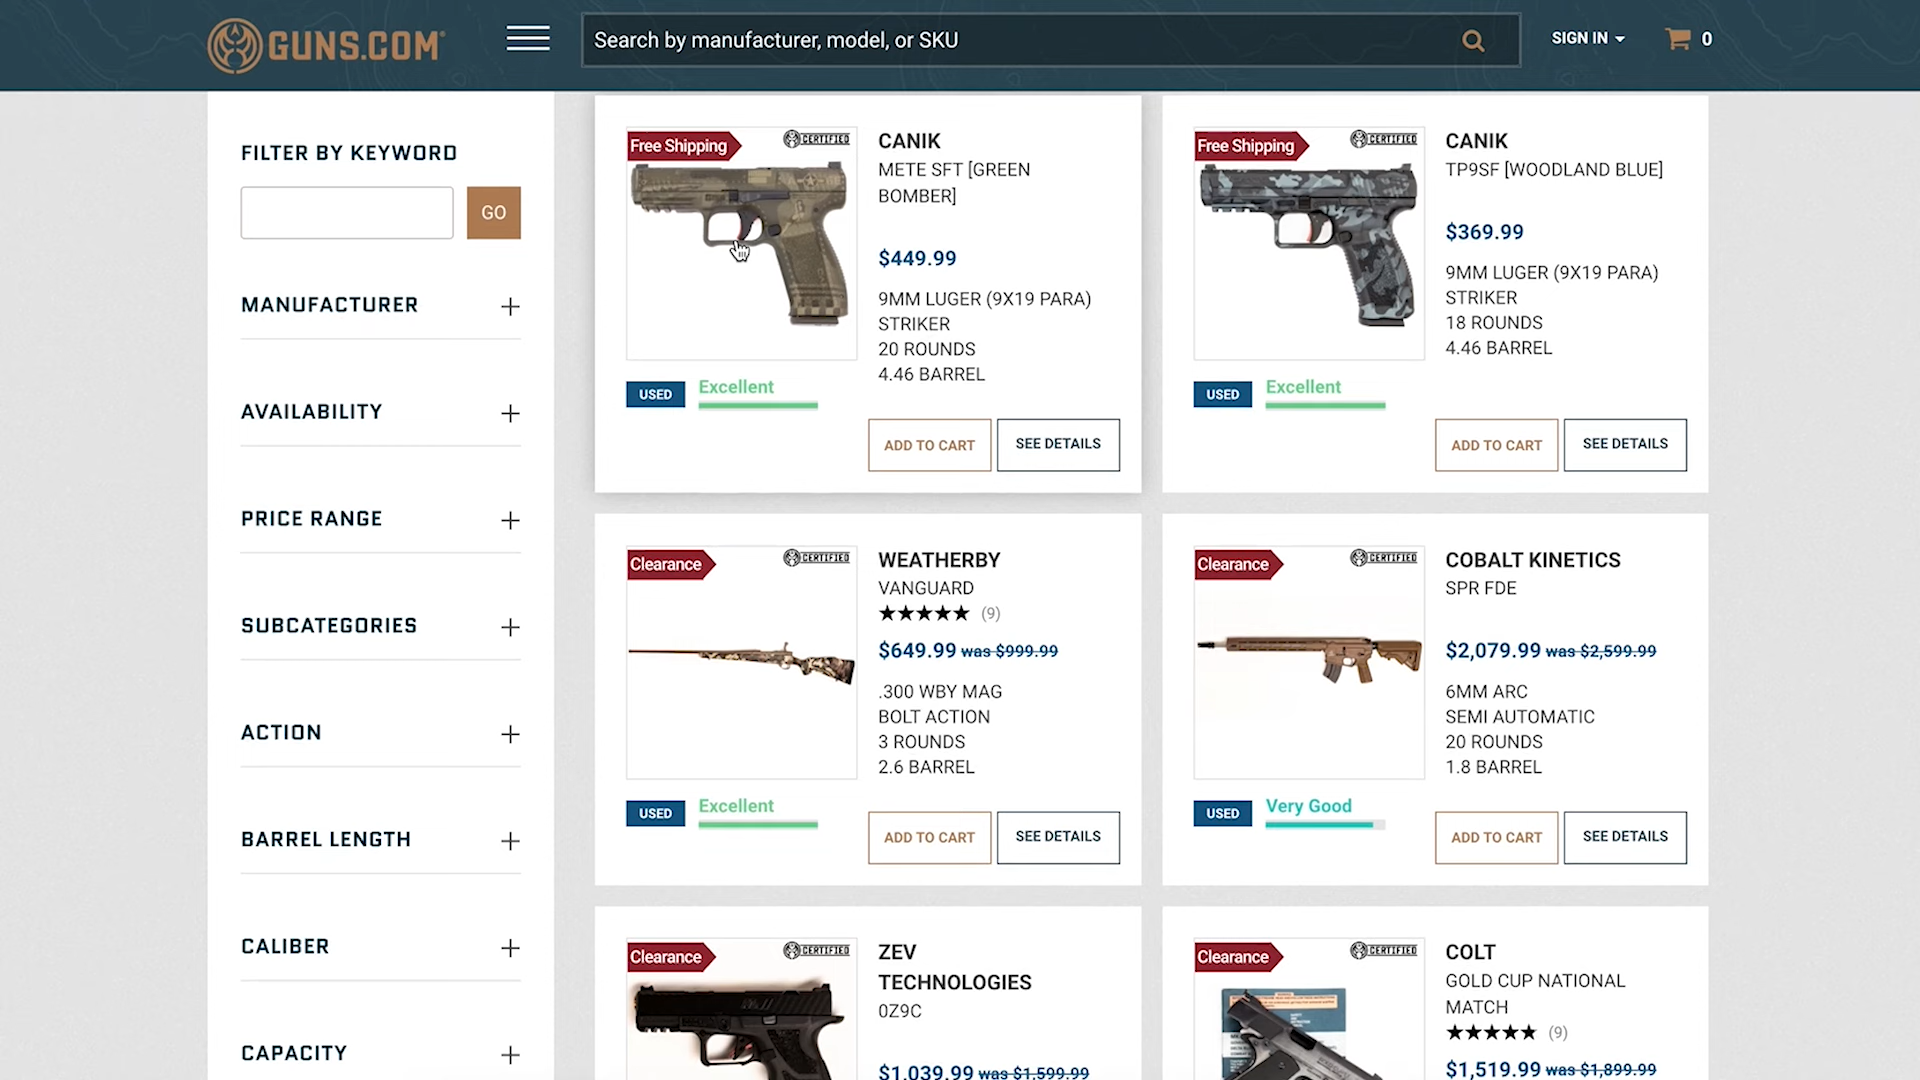 GUNS.COM
Search by manufacturer, model, or SKU
SIGN IN
0
FILTER BY KEYWORD
GO
MANUFACTURER
AVAILABILITY
PRICE RANGE
SUBCATEGORIES
ACTION
BARREL LENGTH
CALIBER
CAPACITY
Free Shipping
CERTIFIED
CANIK
METE SFT [GREEN
BOMBER]
$449.99
9MM LUGER (9X19 PARA)
STRIKER
20 ROUNDS
4.46 BARREL
USED
Excellent
ADD TO CART
SEE DETAILS
Free Shipping
CERTIFIED
CANIK
TP9SF [WOODLAND BLUE]
$369.99
9MM LUGER (9X19 PARA)
STRIKER
18 ROUNDS
4.46 BARREL
USED
Excellent
ADD TO CART
SEE DETAILS
Clearance
CERTIFIED
WEATHERBY
VANGUARD
★★★★★ (9)
$649.99 was $999.99
.300 WBY MAG
BOLT ACTION
3 ROUNDS
2.6 BARREL
USED
Excellent
ADD TO CART
SEE DETAILS
Clearance
CERTIFIED
COBALT KINETICS
SPR FDE
$2,079.99 was $2,599.99
6MM ARC
SEMI AUTOMATIC
20 ROUNDS
1.8 BARREL
USED
Very Good
ADD TO CART
SEE DETAILS
Clearance
CERTIFIED
ZEV
TECHNOLOGIES
0Z9C
$1,039.99 was $1,599.99
Clearance
CERTIFIED
COLT
GOLD CUP NATIONAL
MATCH
★★★★★ (9)
$1,519.99 was $1,899.99